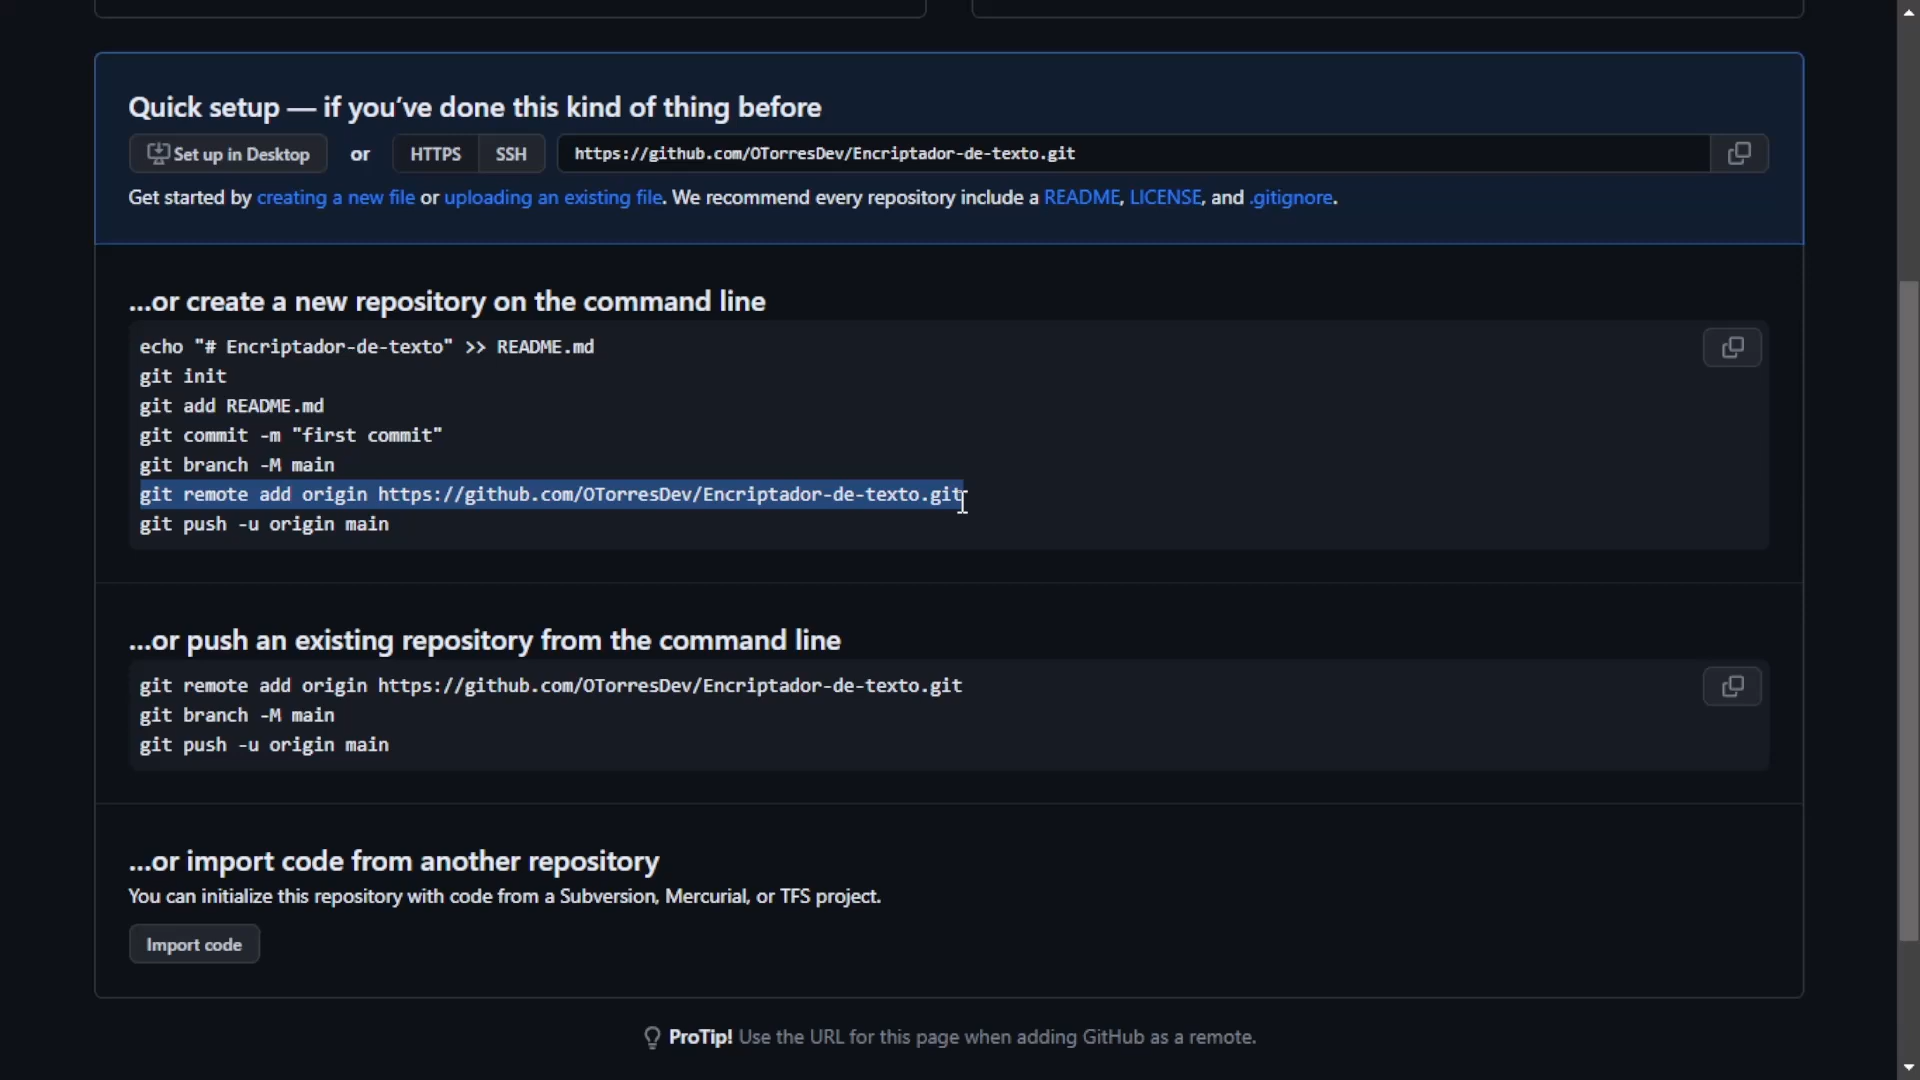 Quick setup — if you've done this kind of thing before
Set up in Desktop or HTTPS SSH https://github.com/OTorresDev/Encriptador-de-texto.git
Get started by creating a new file or uploading an existing file. We recommend every repository include a README, LICENSE, and .gitignore.
...or create a new repository on the command line
echo "# Encriptador-de-texto" >> README.md
git init
git add README.md
git commit -m "first commit"
git branch -M main
git remote add origin https://github.com/OTorresDev/Encriptador-de-texto.git
git push -u origin main
...or push an existing repository from the command line
git remote add origin https://github.com/OTorresDev/Encriptador-de-texto.git
git branch -M main
git push -u origin main
...or import code from another repository
You can initialize this repository with code from a Subversion, Mercurial, or TFS project.
Import code
ProTip! Use the URL for this page when adding GitHub as a remote.